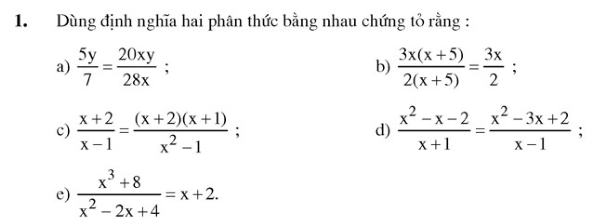 1. Dùng định nghĩa hai phân thức bằng nhau chứng tỏ rằng :
a) \frac{5y}{7} = \frac{20xy}{28x} ; b) \frac{3x(x+5)}{2(x+5)} = \frac{3x}{2} ;
c) \frac{x+2}{x-1} = \frac{(x+2)(x+1)}{x^2-1} ; d) \frac{x^2-x-2}{x+1} = \frac{x^2-3x+2}{x-1} ;
e) \frac{x^3+8}{x^2-2x+4} = x+2.